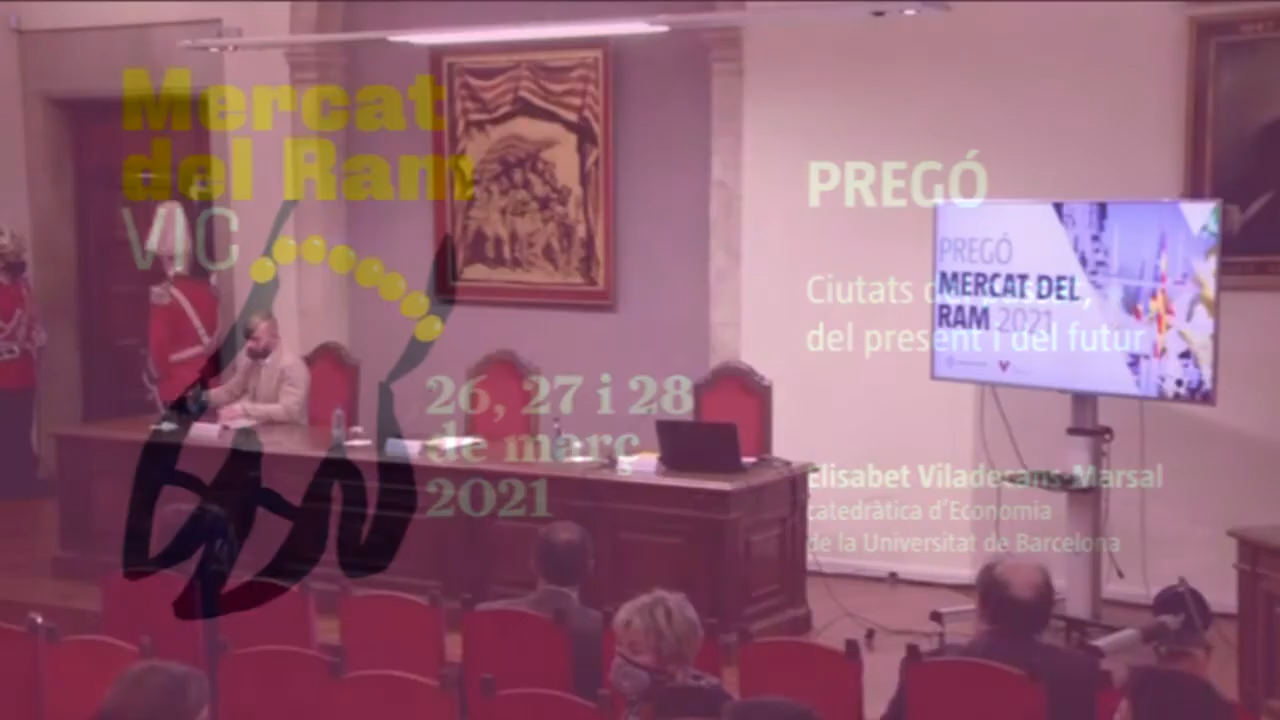 Mercat
del Ram
VIC
26, 27 i 28
de març
2021
PREGÓ
Ciutats
del present i del futur
Elisabet Viladecans-Marsal
catedràtica d'Economia
de la Universitat de Barcelona
PREGÓ
MERCAT DEL
RAM 2021